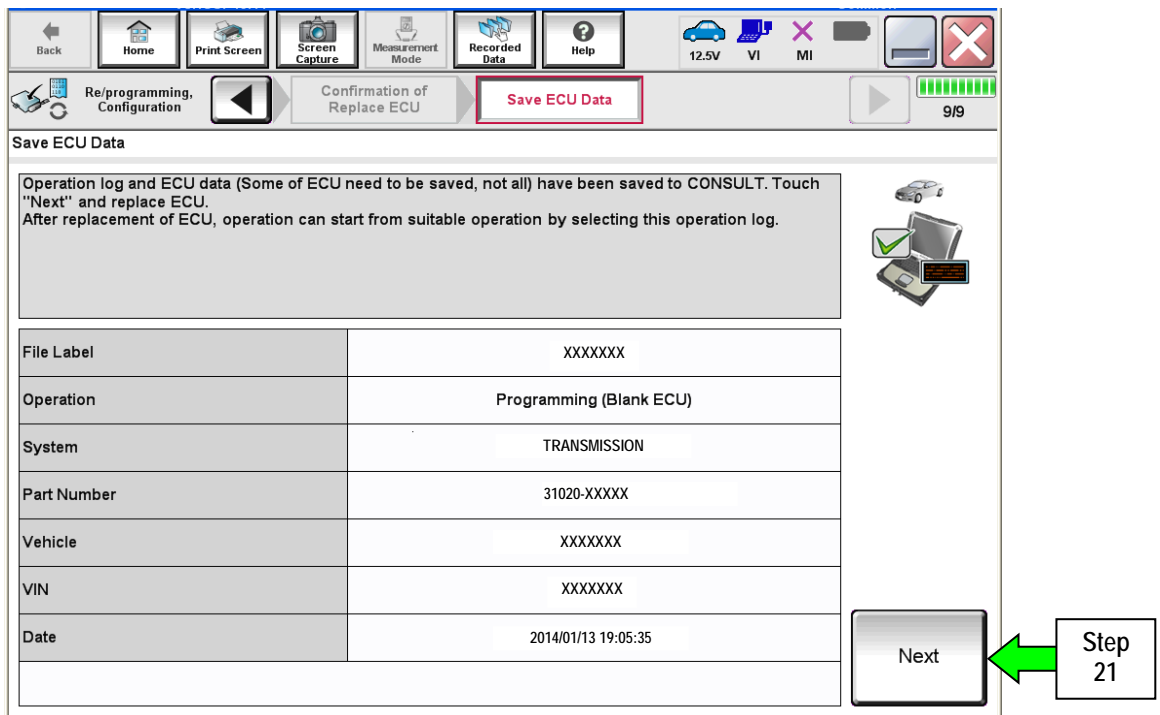 Back
Home
Print Screen
Screen
Capture
Measurement
Mode
Recorded
Data
?
Help
12.5V
VI
MI
Re/programming,
Configuration
Confirmation of
Replace ECU
Save ECU Data
9/9
Save ECU Data
Operation log and ECU data (Some of ECU need to be saved, not all) have been saved to CONSULT. Touch
"Next" and replace ECU.
After replacement of ECU, operation can start from suitable operation by selecting this operation log.
File Label XXXXXXX
Operation Programming (Blank ECU)
System TRANSMISSION
Part Number 31020-XXXXX
Vehicle XXXXXXX
VIN XXXXXXX
Date 2014/01/13 19:05:35
Next
Step
21